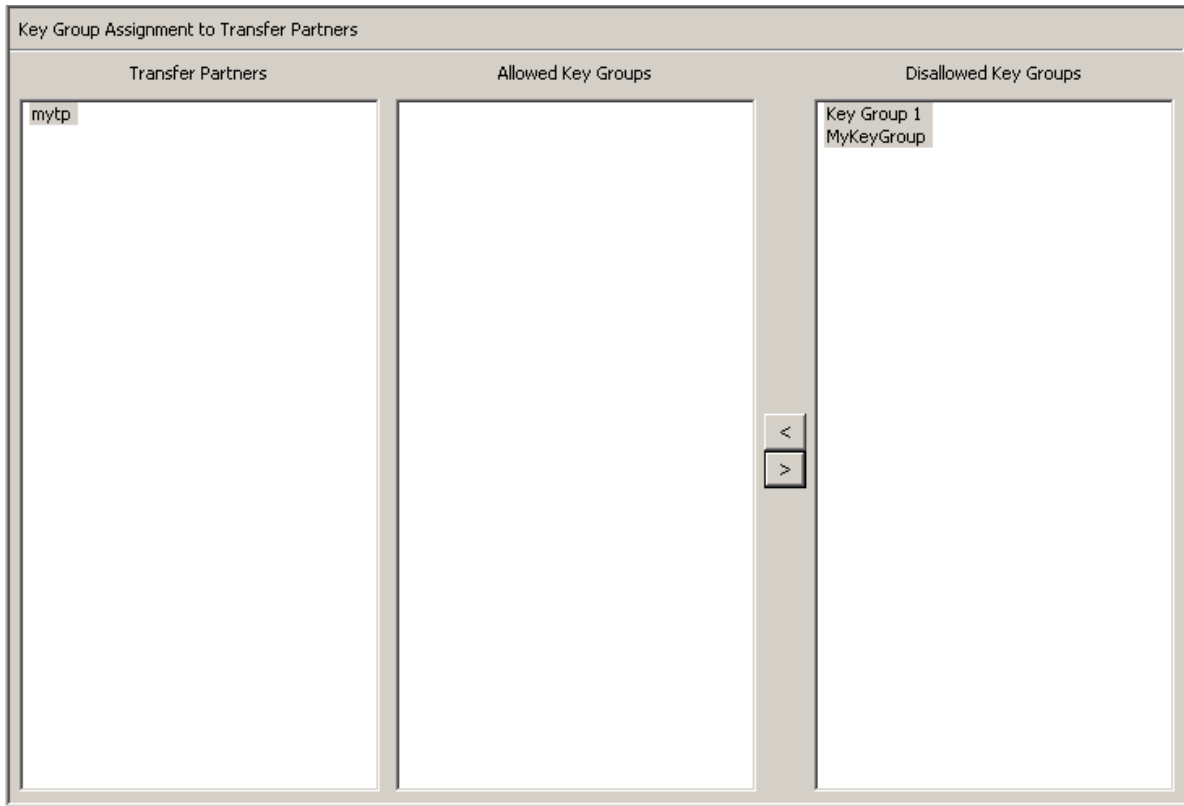 Key Group Assignment to Transfer Partners
Transfer Partners
Allowed Key Groups
Disallowed Key Groups
mytp
Key Group 1
MyKeyGroup
<
>